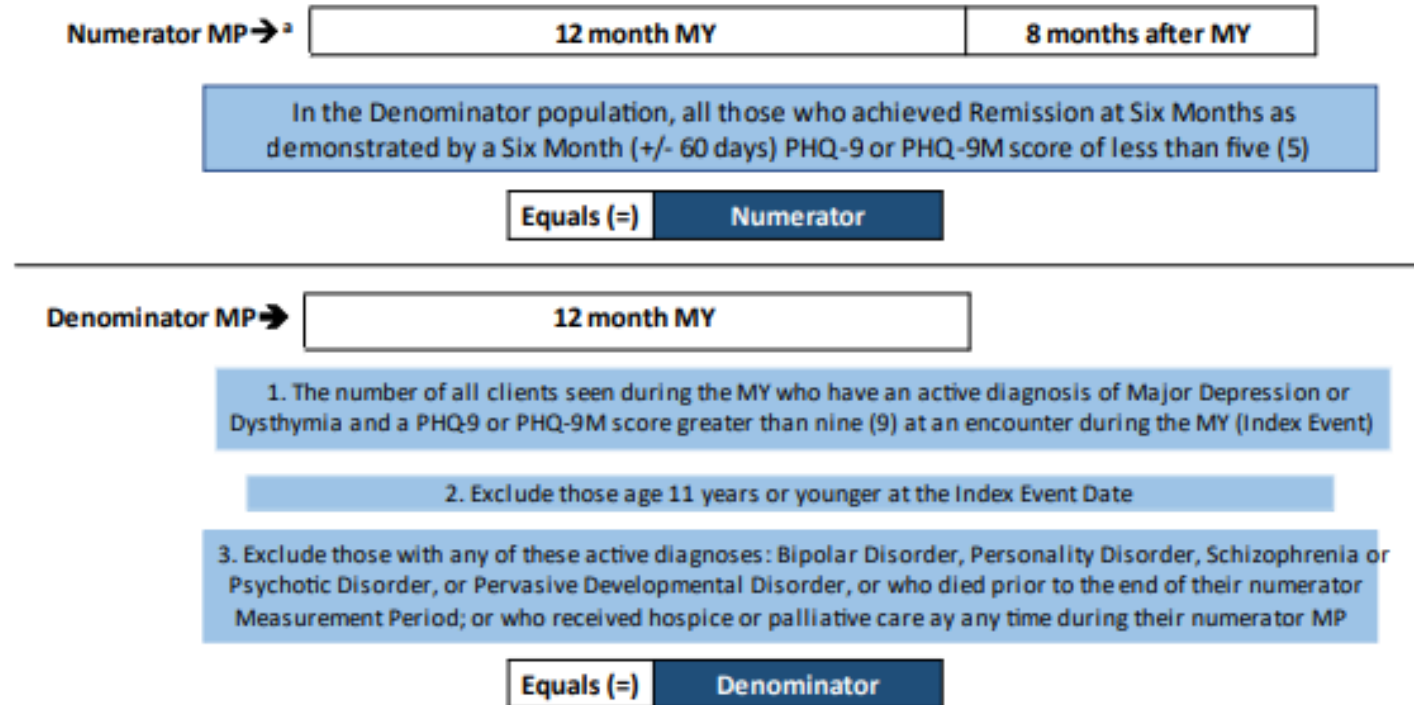 Numerator MP➔ ᵃ 12 month MY 8 months after MY
In the Denominator population, all those who achieved Remission at Six Months as
demonstrated by a Six Month (+/- 60 days) PHQ-9 or PHQ-9M score of less than five (5)
Equals (=) Numerator
Denominator MP➔ 12 month MY
1. The number of all clients seen during the MY who have an active diagnosis of Major Depression or
Dysthymia and a PHQ-9 or PHQ-9M score greater than nine (9) at an encounter during the MY (Index Event)
2. Exclude those age 11 years or younger at the Index Event Date
3. Exclude those with any of these active diagnoses: Bipolar Disorder, Personality Disorder, Schizophrenia or
Psychotic Disorder, or Pervasive Developmental Disorder, or who died prior to the end of their numerator
Measurement Period; or who received hospice or palliative care ay any time during their numerator MP
Equals (=) Denominator